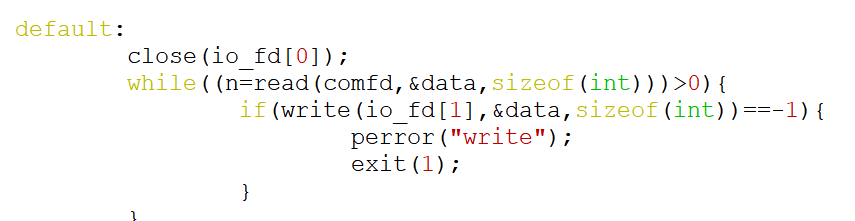 default:
close(io_fd[0]);
while((n=read(comfd,&data,sizeof(int)))>0){
if(write(io_fd[1],&data,sizeof(int))==-1){
perror("write");
exit(1);
}
}